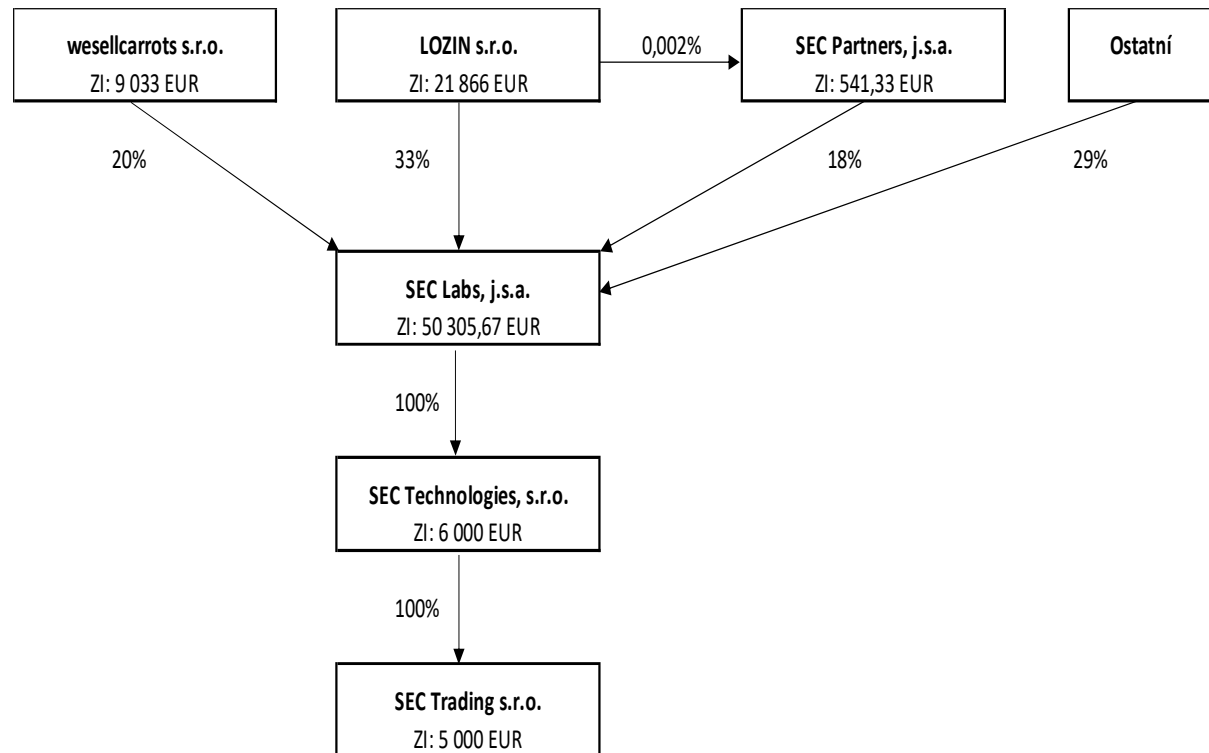 wesellcarrots s.r.o.
ZI: 9 033 EUR
LOZIN s.r.o.
ZI: 21 866 EUR
0,002%
SEC Partners, j.s.a.
ZI: 541,33 EUR
Ostatní
20%
33%
18%
29%
SEC Labs, j.s.a.
ZI: 50 305,67 EUR
100%
SEC Technologies, s.r.o.
ZI: 6 000 EUR
100%
SEC Trading s.r.o.
ZI: 5 000 EUR